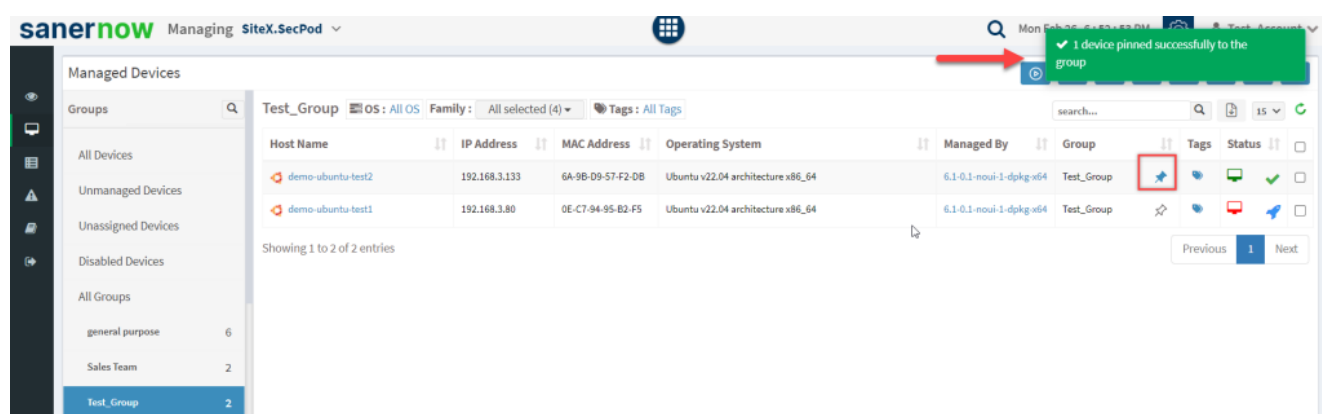 sanernow Managing SiteX.SecPod
1 device pinned successfully to the
group
Managed Devices
Groups
Test_Group OS : All OS Family : All selected (4) Tags : All Tags
search...
15
Host Name IP Address MAC Address Operating System Managed By Group Tags Status
All Devices
demo-ubuntu-test2 192.168.3.133 6A-9B-D9-57-F2-DB Ubuntu v22.04 architecture x86_64 6.1-0.1-noui-1-dpkg-x64 Test_Group
Unmanaged Devices
demo-ubuntu-test1 192.168.3.80 0E-C7-94-95-B2-F5 Ubuntu v22.04 architecture x86_64 6.1-0.1-noui-1-dpkg-x64 Test_Group
Unassigned Devices
Showing 1 to 2 of 2 entries
Previous 1 Next
Disabled Devices
All Groups
general purpose 6
Sales Team 2
Test_Group 2